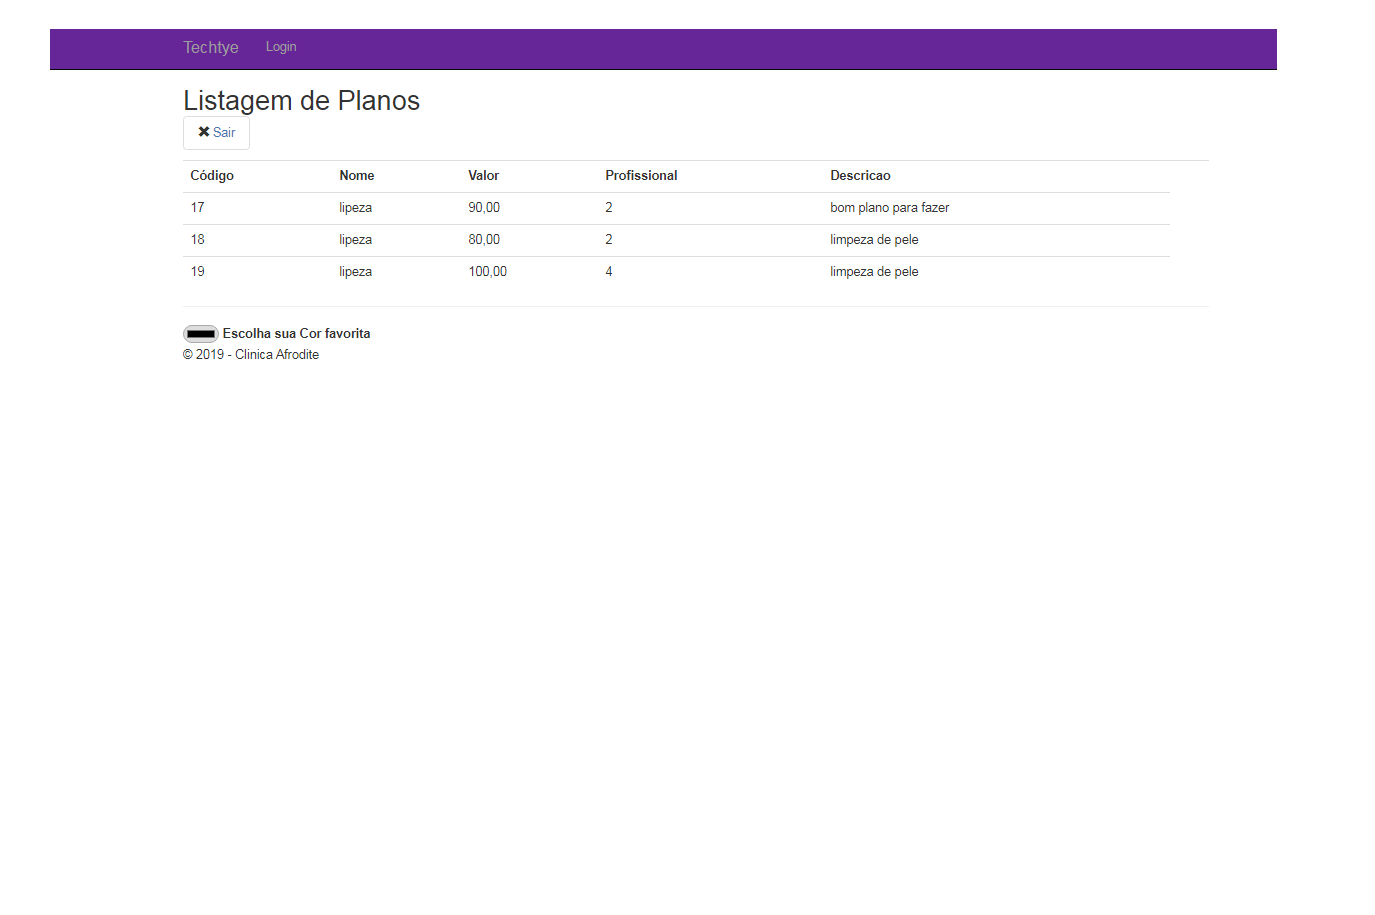 Techtye Login
Listagem de Planos
Sair
Código Nome Valor Profissional Descricao
17 lipeza 90,00 2 bom plano para fazer
18 lipeza 80,00 2 limpeza de pele
19 lipeza 100,00 4 limpeza de pele
Escolha sua Cor favorita
© 2019 - Clinica Afrodite